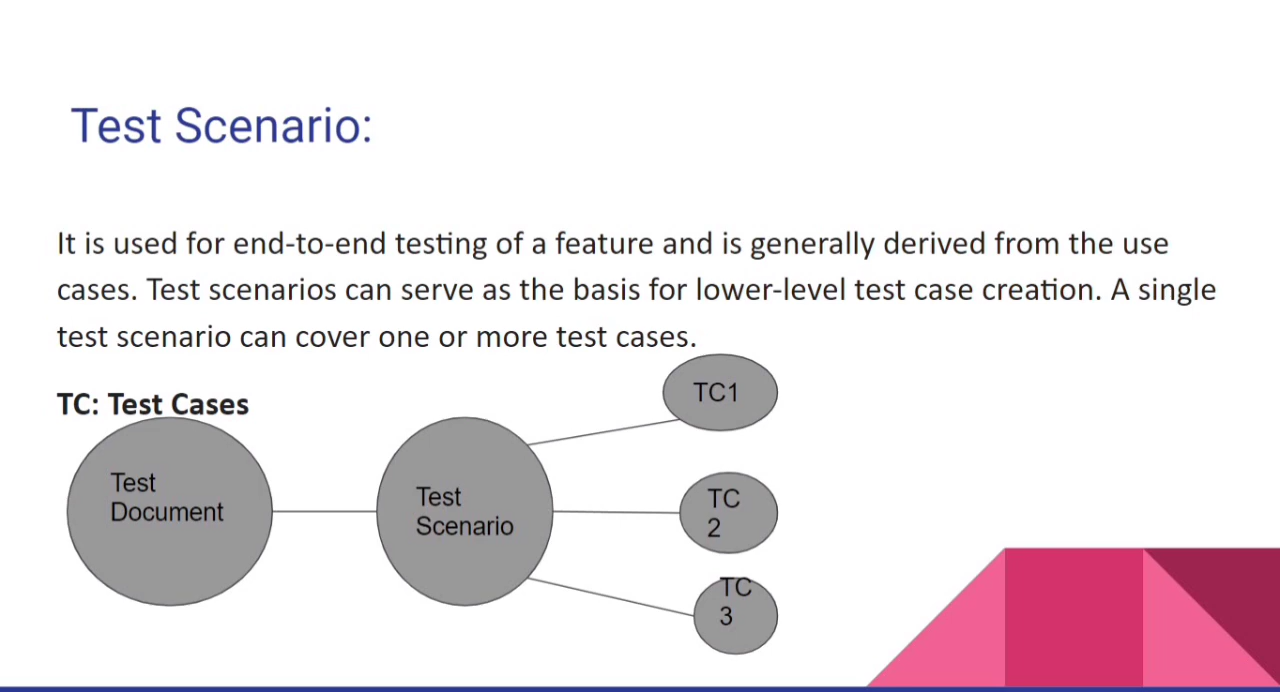 Test Scenario:
It is used for end-to-end testing of a feature and is generally derived from the use
cases. Test scenarios can serve as the basis for lower-level test case creation. A single
test scenario can cover one or more test cases.
TC: Test Cases
Test
Document
Test
Scenario
TC1
TC
2
TC
3